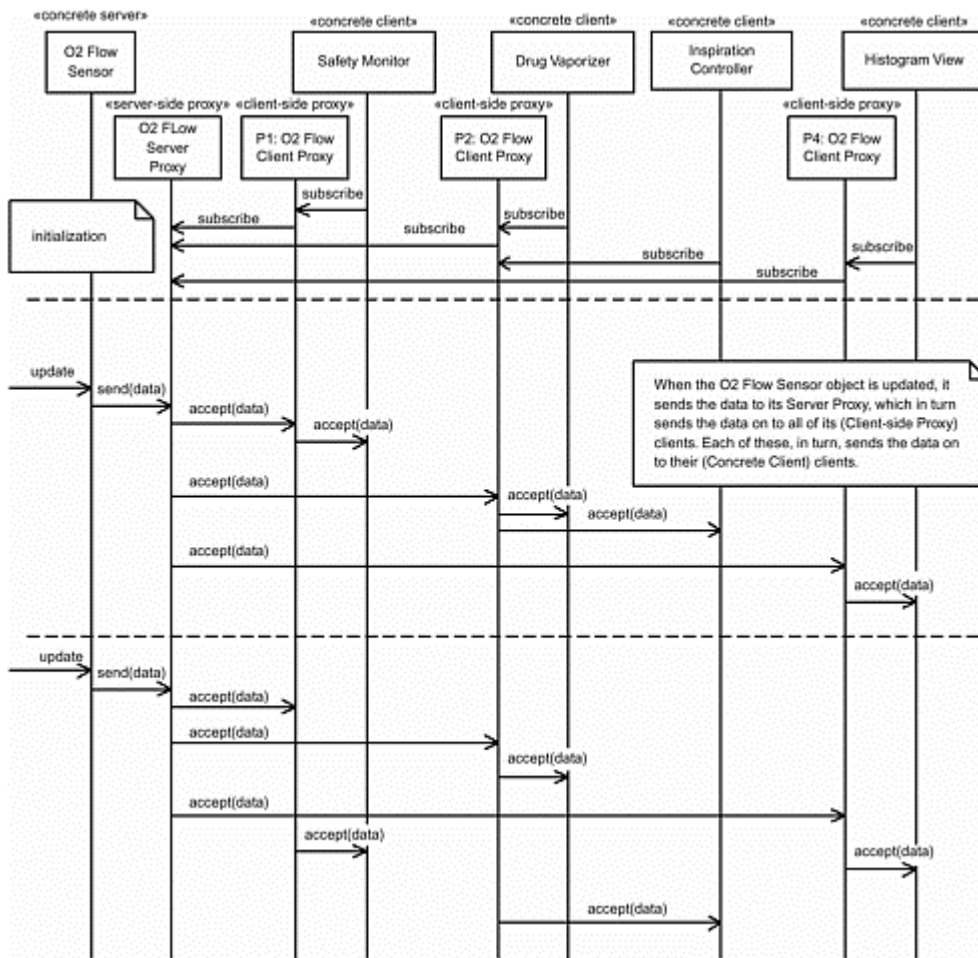 «concrete server»
«concrete client»
«concrete client»
«concrete client»
«concrete client»
O2 Flow
Sensor
Safety Monitor
Drug Vaporizer
Inspiration
Controller
Histogram View
«server-side proxy»
«client-side proxy»
«client-side proxy»
«client-side proxy»
O2 FLow
Server
Proxy
P1: O2 Flow
Client Proxy
P2: O2 Flow
Client Proxy
P4: O2 Flow
Client Proxy
subscribe
subscribe
subscribe
subscribe
initialization
subscribe
subscribe
subscribe
update
send(data)
accept(data)
accept(data)
When the O2 Flow Sensor object is updated, it
sends the data to its Server Proxy, which in turn
sends the data on to all of its (Client-side Proxy)
clients. Each of these, in turn, sends the data on
to their (Concrete Client) clients.
accept(data)
accept(data)
accept(data)
accept(data)
accept(data)
update
send(data)
accept(data)
accept(data)
accept(data)
accept(data)
accept(data)
accept(data)
accept(data)